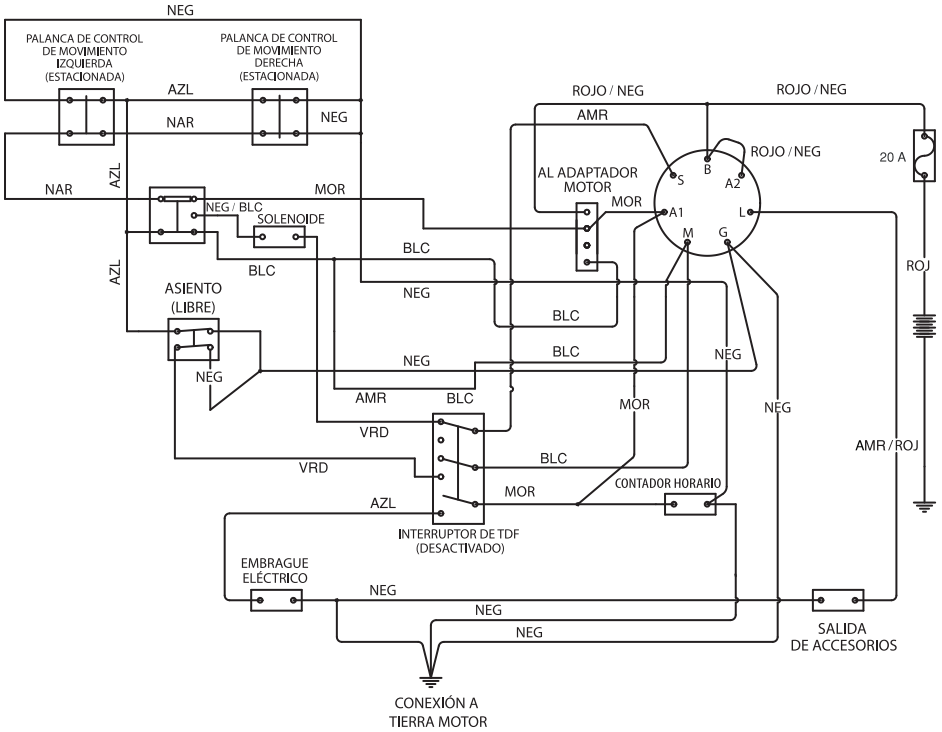 NEG
PALANCA DE CONTROL
DE MOVIMIENTO
IZQUIERDA
(ESTACIONADA)
PALANCA DE CONTROL
DE MOVIMIENTO
DERECHA
(ESTACIONADA)
AZL
NAR
NEG
ROJO / NEG
ROJO / NEG
AMR
ROJO / NEG
20 A
B
S
A2
AL ADAPTADOR
MOTOR
AZL
NAR
MOR
MOR
A1
L
NEG / BLC
SOLENOIDE
M
G
BLC
BLC
AZL
ROJ
NEG
ASIENTO
(LIBRE)
BLC
BLC
NEG
NEG
NEG
AMR
BLC
MOR
NEG
VRD
AMR / ROJ
BLC
VRD
MOR
CONTADOR HORARIO
AZL
INTERRUPTOR DE TDF
(DESACTIVADO)
EMBRAGUE
ELÉCTRICO
NEG
NEG
NEG
SALIDA
DE ACCESORIOS
CONEXIÓN A
TIERRA MOTOR